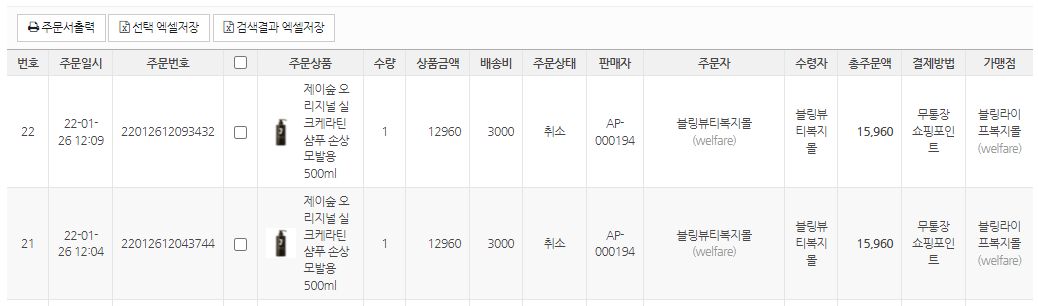 주문서출력 선택 엑셀저장 검색결과 엑셀저장
번호 주문일시 주문번호 주문상품 수량 상품금액 배송비 주문상태 판매자 주문자 수령자 총주문액 결제방법 가맹점
22
22-01-
26 12:09
22012612093432
제이숲 오
리지널 실
크케라틴
샴푸 손상
모발용
500ml
1
12960
3000
취소
AP-
000194
블링뷰티복지몰
(welfare)
블링뷰
티복지
몰
15,960
무통장
쇼핑포인
트
블링라이
프복지몰
(welfare)
21
22-01-
26 12:04
22012612043744
제이숲 오
리지널 실
크케라틴
샴푸 손상
모발용
500ml
1
12960
3000
취소
AP-
000194
블링뷰티복지몰
(welfare)
블링뷰
티복지
몰
15,960
무통장
쇼핑포인
트
블링라이
프복지몰
(welfare)